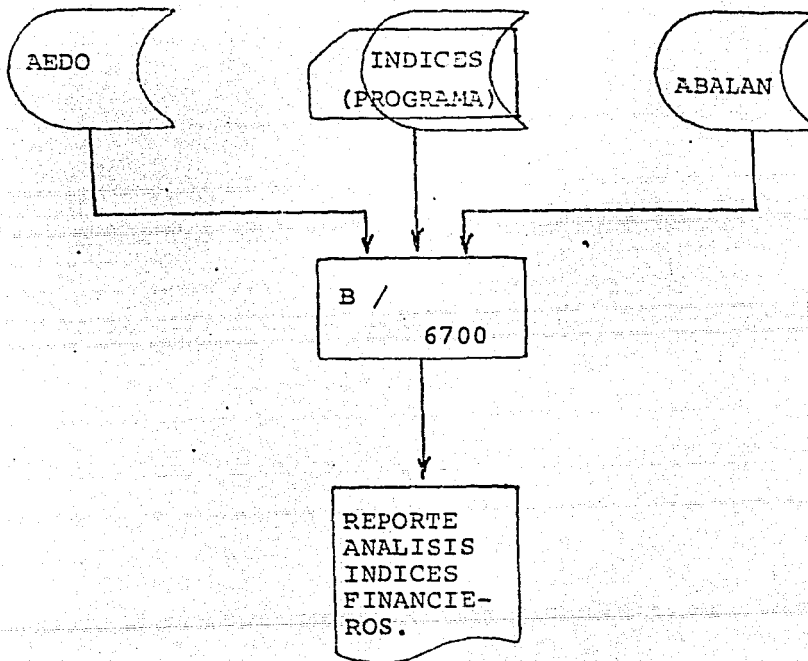 AEDO
INDICES
(PROGRAMA)
ABALAN
B /
6700
REPORTE
ANALISIS
INDICES
FINANCIE-
ROS.